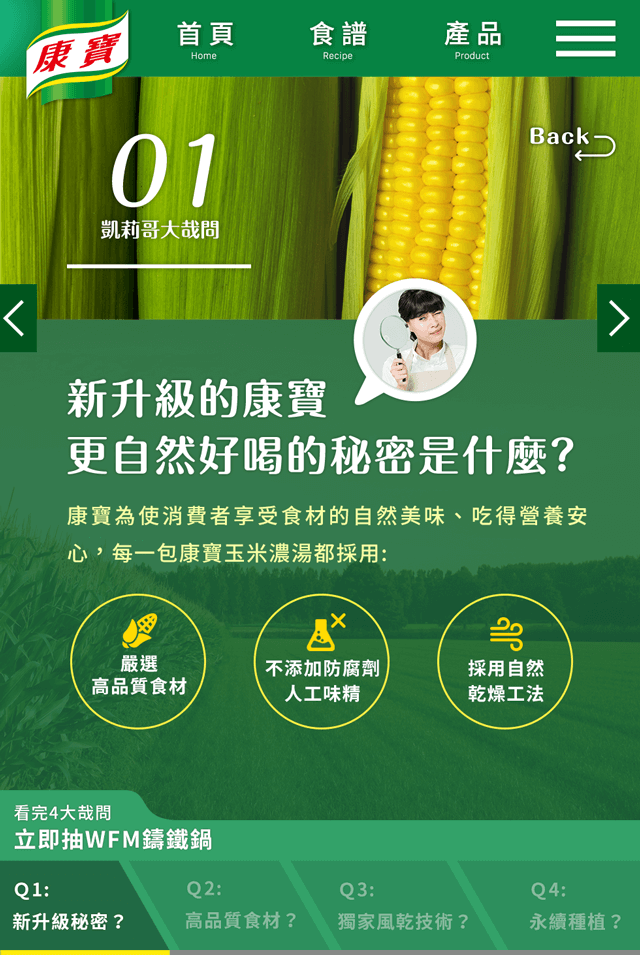 康寶
首頁
Home
食譜
Recipe
產品
Product
01
凱莉哥大哉問
Back
新升級的康寶
更自然好喝的秘密是什麼?
康寶為使消費者享受食材的自然美味、吃得營養安
心，每一包康寶玉米濃湯都採用:
嚴選
高品質食材
不添加防腐劑
人工味精
採用自然
乾燥工法
看完4大哉問
立即抽WFM鑄鐵鍋
Q1:
新升級秘密？
Q2:
高品質食材？
Q3:
獨家風乾技術？
Q4:
永續種植？